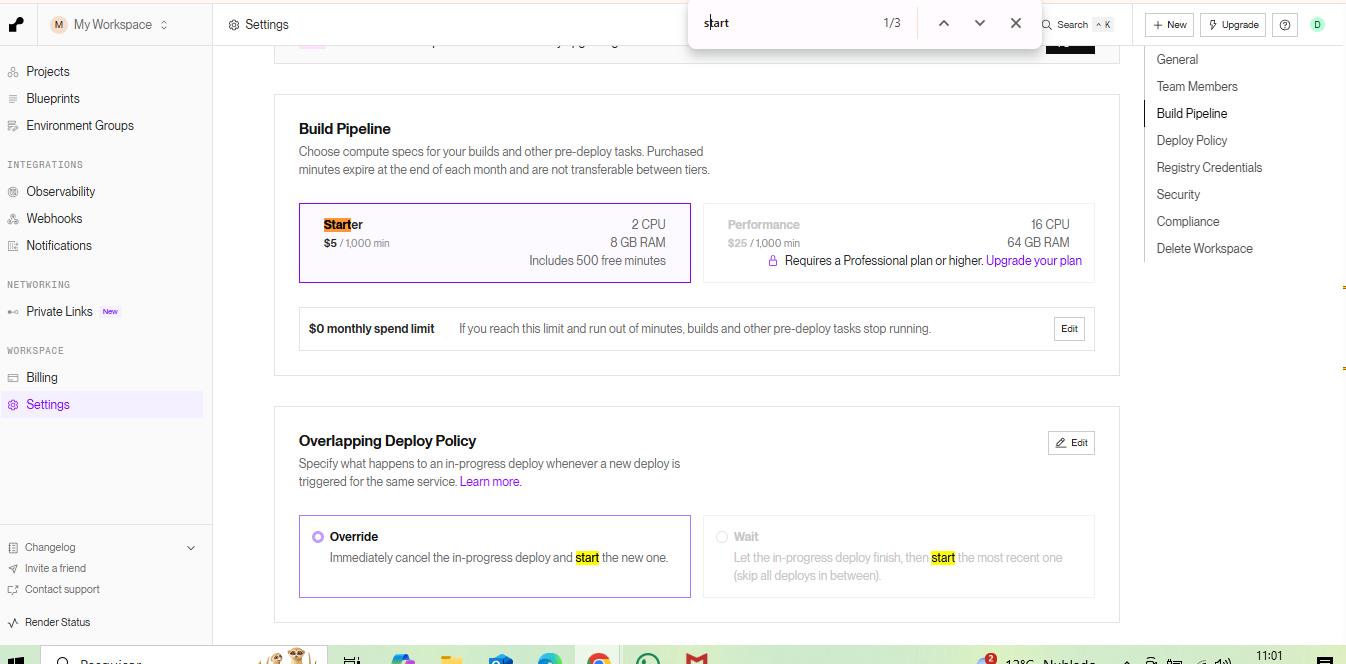 M My Workspace
Settings
start 1/3
Search ^ K
+ New
Upgrade
D
Projects
Blueprints
Environment Groups
INTEGRATIONS
Observability
Webhooks
Notifications
NETWORKING
Private Links New
WORKSPACE
Billing
Settings
Changelog
Invite a friend
Contact support
Render Status
Build Pipeline
Choose compute specs for your builds and other pre-deploy tasks. Purchased
minutes expire at the end of each month and are not transferable between tiers.
Starter 2 CPU
$5 / 1,000 min 8 GB RAM
Includes 500 free minutes
Performance 16 CPU
$25 / 1,000 min 64 GB RAM
Requires a Professional plan or higher. Upgrade your plan
$0 monthly spend limit If you reach this limit and run out of minutes, builds and other pre-deploy tasks stop running. Edit
Overlapping Deploy Policy Edit
Specify what happens to an in-progress deploy whenever a new deploy is
triggered for the same service. Learn more.
Override
Immediately cancel the in-progress deploy and start the new one.
Wait
Let the in-progress deploy finish, then start the most recent one
(skip all deploys in between).
General
Team Members
Build Pipeline
Deploy Policy
Registry Credentials
Security
Compliance
Delete Workspace
Pesquisar
2
13°C Nublado
11:01